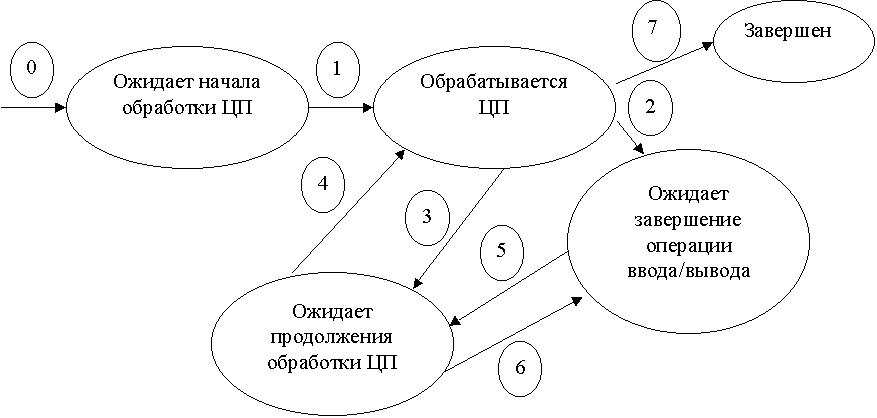 0
Ожидает начала
обработки ЦП
1
Обрабатывается
ЦП
7
Завершен
2
Ожидает
завершение
операции
ввода/вывода
4
3
5
Ожидает
продолжения
обработки ЦП
6